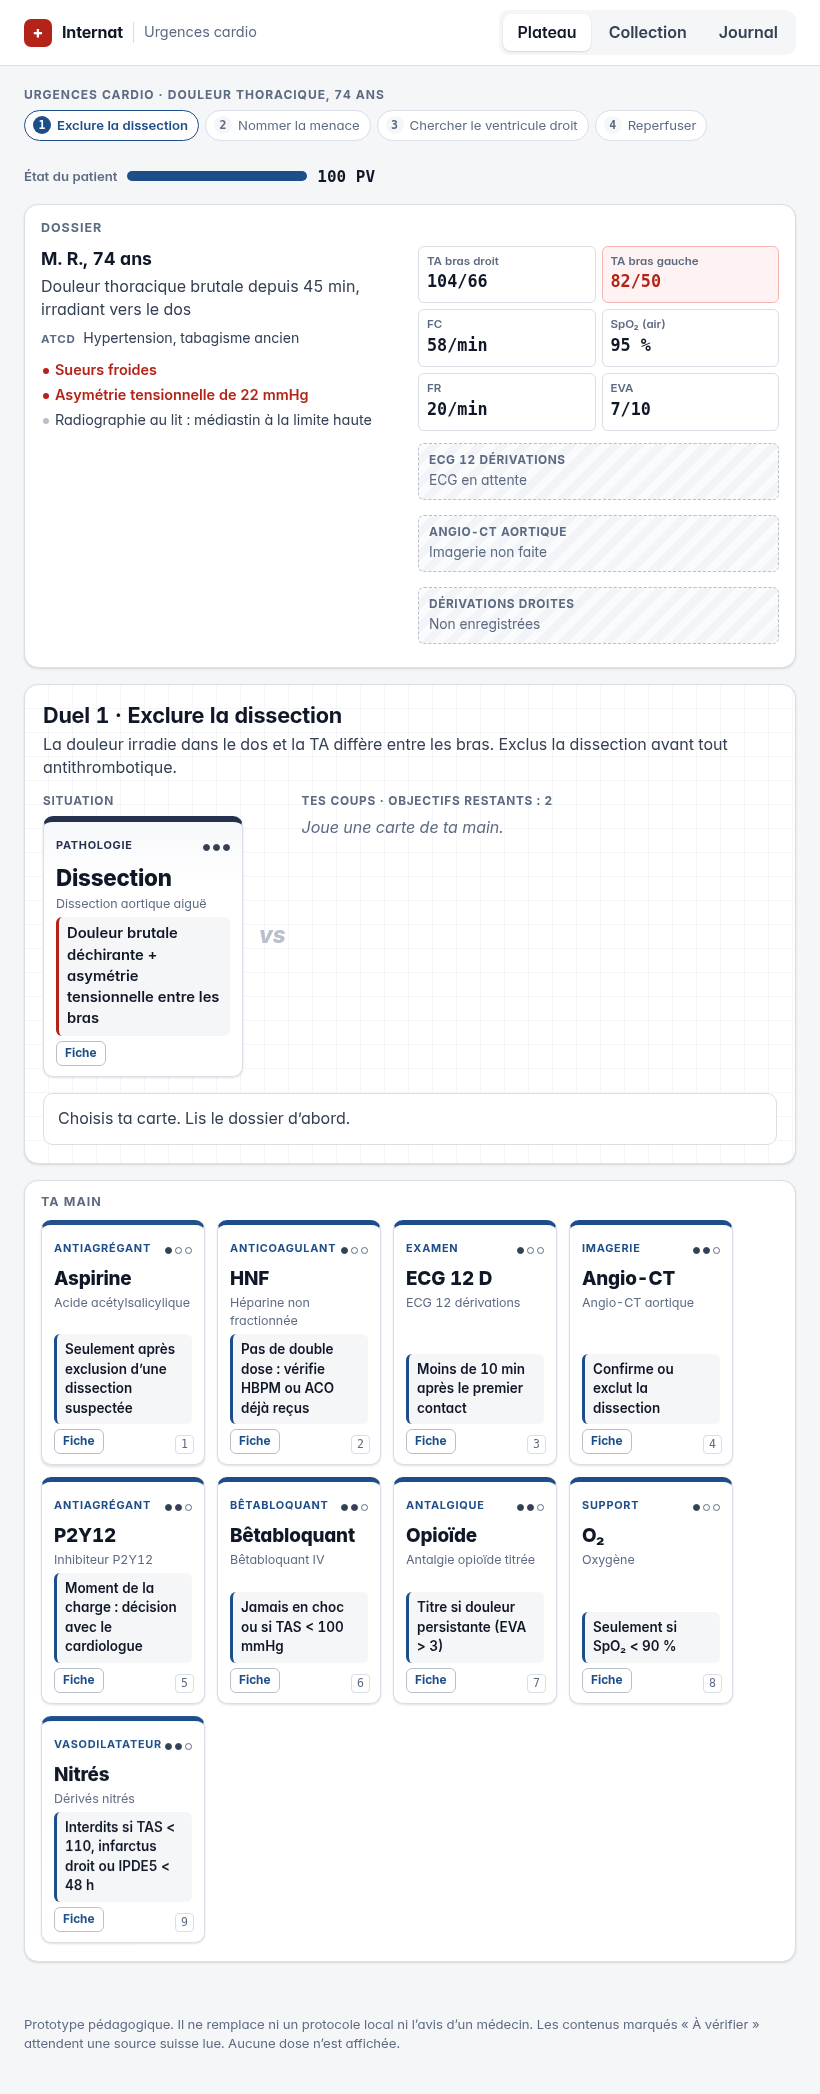 + Internat Urgences cardio Plateau Collection Journal
URGENCES CARDIO · DOULEUR THORACIQUE, 74 ANS
1 Exclure la dissection 2 Nommer la menace 3 Chercher le ventricule droit 4 Reperfuser
État du patient 100 PV
DOSSIER
M. R., 74 ans
Douleur thoracique brutale depuis 45 min,
irradiant vers le dos
ATCD Hypertension, tabagisme ancien
Sueurs froides
Asymétrie tensionnelle de 22 mmHg
Radiographie au lit : médiastin à la limite haute
TA bras droit
104/66
TA bras gauche
82/50
FC
58/min
SpO₂ (air)
95 %
FR
20/min
EVA
7/10
ECG 12 DÉRIVATIONS
ECG en attente
ANGIO-CT AORTIQUE
Imagerie non faite
DÉRIVATIONS DROITES
Non enregistrées
Duel 1 · Exclure la dissection
La douleur irradie dans le dos et la TA diffère entre les bras. Exclus la dissection avant tout
antithrombotique.
SITUATION
PATHOLOGIE
Dissection
Dissection aortique aiguë
Douleur brutale
déchirante +
asymétrie
tensionnelle entre les
bras
Fiche
vs
TES COUPS · OBJECTIFS RESTANTS : 2
Joue une carte de ta main.
Choisis ta carte. Lis le dossier d’abord.
TA MAIN
ANTIAGRÉGANT
Aspirine
Acide acétylsalicylique
Seulement après
exclusion d’une
dissection
suspectée
Fiche 1
ANTICOAGULANT
HNF
Héparine non
fractionnée
Pas de double
dose : vérifie
HBPM ou ACO
déjà reçus
Fiche 2
EXAMEN
ECG 12 D
ECG 12 dérivations
Moins de 10 min
après le premier
contact
Fiche 3
IMAGERIE
Angio-CT
Angio-CT aortique
Confirme ou
exclut la
dissection
Fiche 4
ANTIAGRÉGANT
P2Y12
Inhibiteur P2Y12
Moment de la
charge : décision
avec le
cardiologue
Fiche 5
BÊTABLOQUANT
Bêtabloquant
Bêtabloquant IV
Jamais en choc
ou si TAS < 100
mmHg
Fiche 6
ANTALGIQUE
Opioïde
Antalgie opioïde titrée
Titre si douleur
persistante (EVA
> 3)
Fiche 7
SUPPORT
O₂
Oxygène
Seulement si
SpO₂ < 90 %
Fiche 8
VASODILATATEUR
Nitrés
Dérivés nitrés
Interdits si TAS <
110, infarctus
droit ou IPDE5 <
48 h
Fiche 9
Prototype pédagogique. Il ne remplace ni un protocole local ni l’avis d’un médecin. Les contenus marqués « À vérifier »
attendent une source suisse lue. Aucune dose n’est affichée.